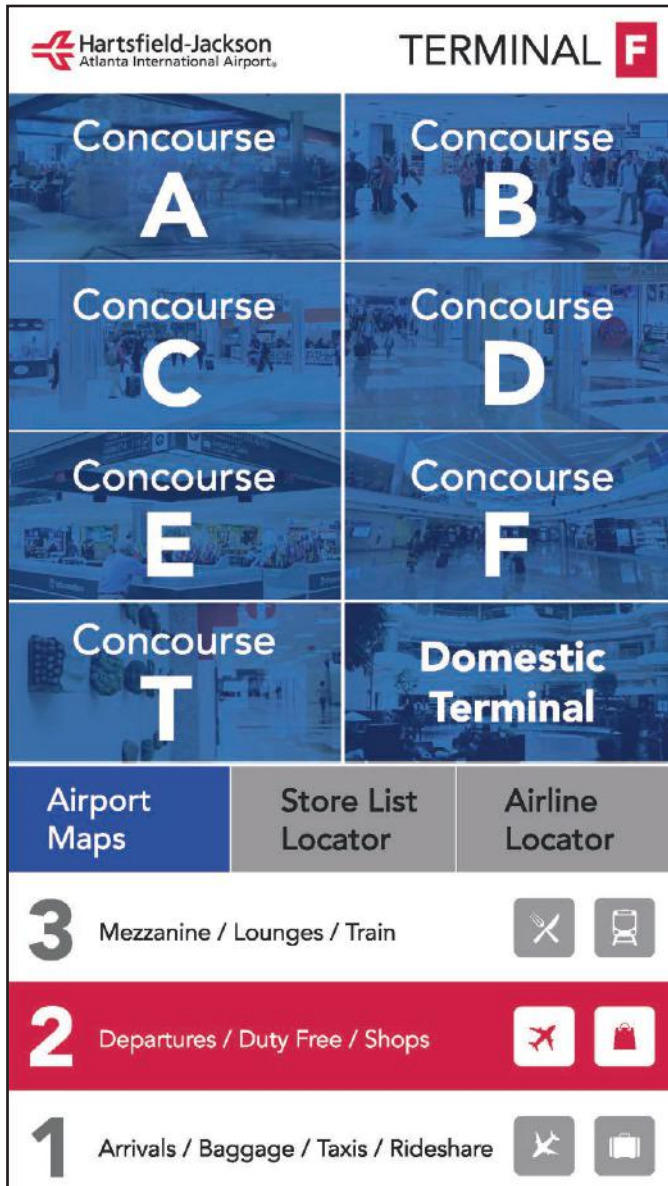 Hartsfield-Jackson
Atlanta International Airport®
TERMINAL F
Concourse
A
Concourse
B
Concourse
C
Concourse
D
Concourse
E
Concourse
F
Concourse
T
Domestic
Terminal
Airport
Maps
Store List
Locator
Airline
Locator
3 Mezzanine / Lounges / Train
2 Departures / Duty Free / Shops
1 Arrivals / Baggage / Taxis / Rideshare